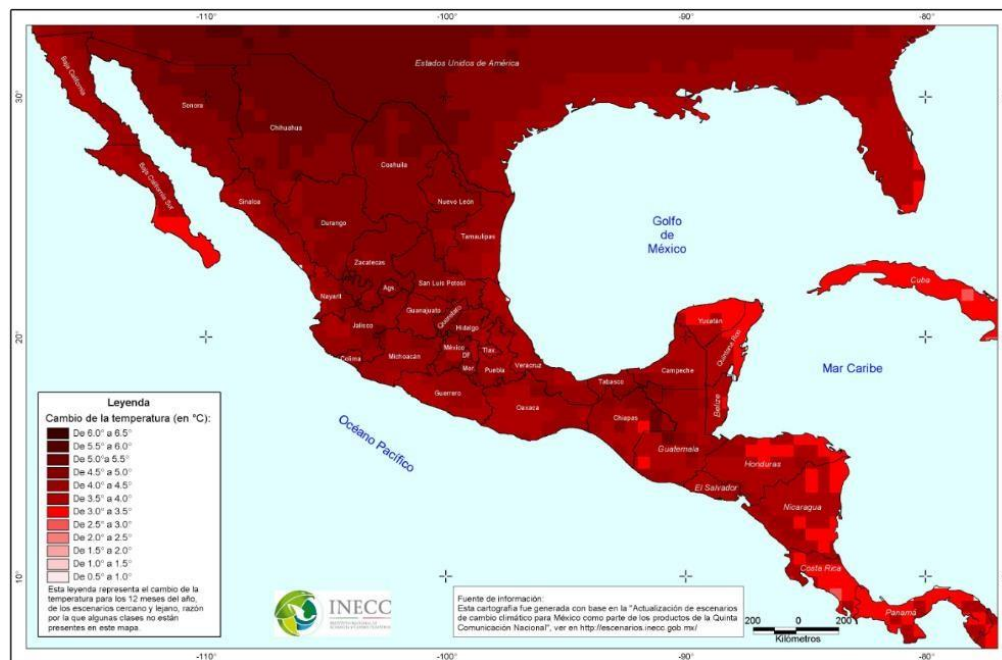 -110°
-100°
-90°
-80°
30°
20°
10°
30°
20°
10°
-110°
-100°
-90°
-80°
Estados Unidos de América
Baja California
Sonora
Chihuahua
Coahuila
Baja California Sur
Sinaloa
Nuevo León
Durango
Tamaulipas
Zacatecas
San Luis Potosí
Nayarit
Ags.
Guanajuato
Querétaro
Hidalgo
Jalisco
México
DF
Tlax.
Colima
Michoacán
Mor.
Puebla
Veracruz
Guerrero
Oaxaca
Tabasco
Chiapas
Campeche
Yucatán
Quintana Roo
Belize
Guatemala
Honduras
El Salvador
Nicaragua
Costa Rica
Panamá
Cuba
Golfo
de
México
Mar Caribe
Océano Pacífico
Leyenda
Cambio de la temperatura (en °C):
De 6.0° a 6.5°
De 5.5° a 6.0°
De 5.0°a 5.5°
De 4.5° a 5.0°
De 4.0° a 4.5°
De 3.5° a 4.0°
De 3.0° a 3.5°
De 2.5° a 3.0°
De 2.0° a 2.5°
De 1.5° a 2.0°
De 1.0° a 1.5°
De 0.5° a 1.0°
Esta leyenda representa el cambio de la
temperatura para los 12 meses del año,
de los escenarios cercano y lejano, razón
por la que algunas clases no están
presentes en este mapa.
INECC
Fuente de información:
Esta cartografía fue generada con base en la "Actualización de escenarios
de cambio climático para México como parte de los productos de la Quinta
Comunicación Nacional", ver en http://escenarios.inecc.gob.mx/
200 0 200
Kilómetros